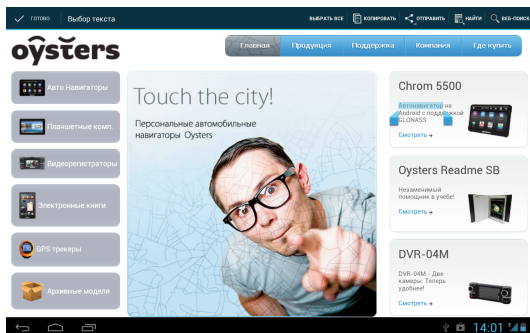 готово
Выбор текста
ВЫБРАТЬ ВСЕ
КОПИРОВАТЬ
ОТПРАВИТЬ
НАЙТИ
ВЕБ-ПОИСК
oysters
Главная
Продукция
Поддержка
Компания
Где купить
Авто Навигаторы
Планшетные комп.
Видеорегистраторы
Электронные книги
GPS трекеры
Архивные модели
Touch the city!
Персональные автомобильные
навигаторы Oysters
Chrom 5500
Автонавигатор на
Android с поддержкой
GLONASS
Смотреть →
Oysters Readme SB
Незаменимый
помощник в учебе!
Смотреть →
DVR-04M
DVR-04M - Две
камеры. Теперь
удобнее!
Смотреть →
14:01